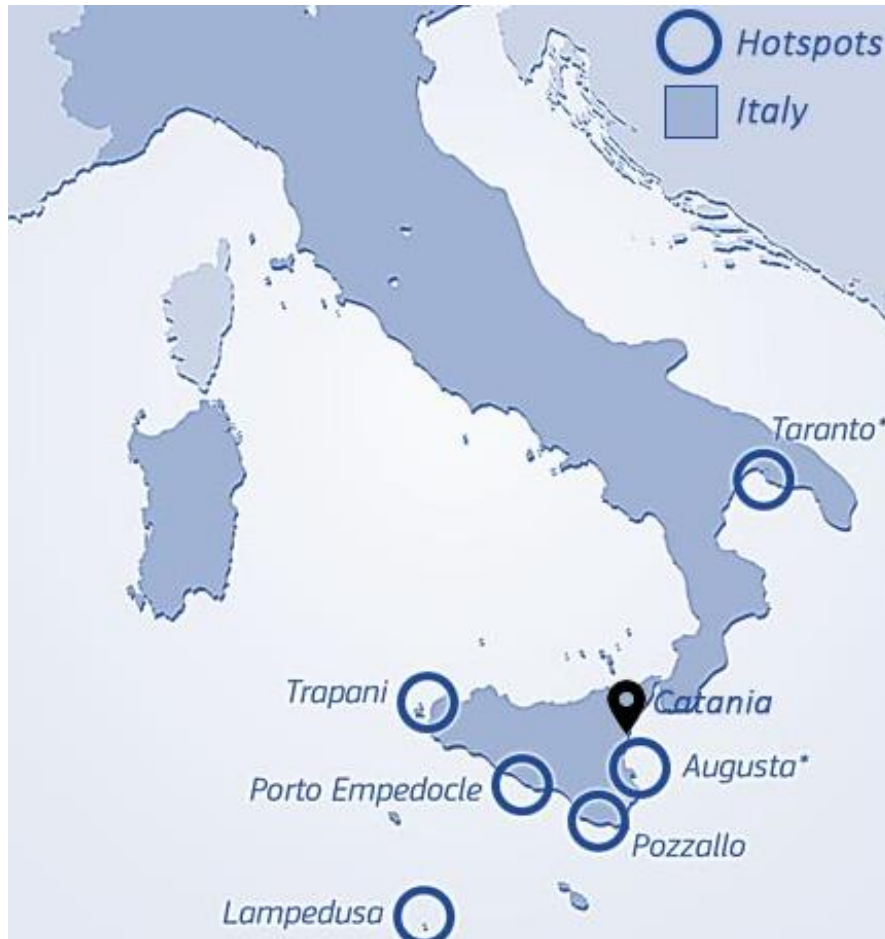 Hotspots
Italy
Taranto*
Trapani
Catania
Augusta*
Porto Empedocle
Pozzallo
Lampedusa